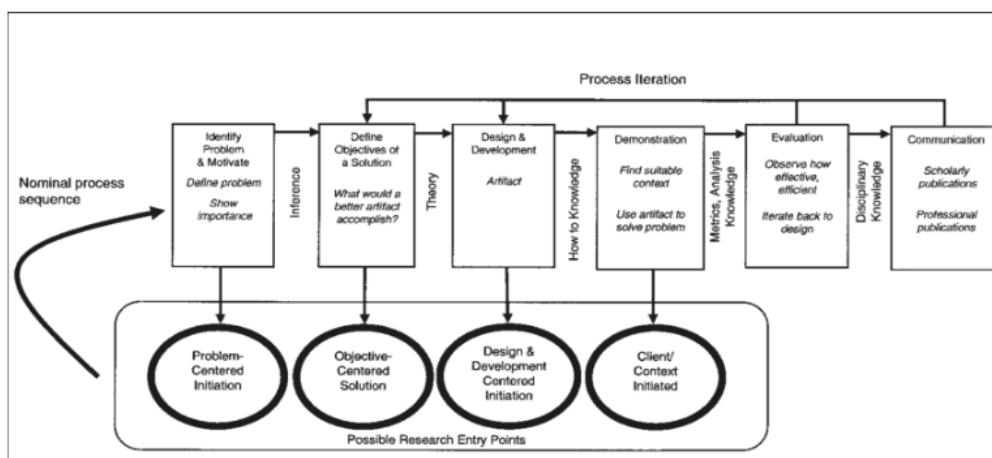 Process Iteration
Nominal process
sequence
Identify
Problem
& Motivate
Define problem
Show
importance
Inference
Define
Objectives of
a Solution
What would a
better artifact
accomplish?
Theory
Design &
Development
Artifact
How to Knowledge
Demonstration
Find suitable
context
Use artifact to
solve problem
Metrics, Analysis
Knowledge
Evaluation
Observe how
effective,
efficient
Iterate back to
design
Disciplinary
Knowledge
Communication
Scholarly
publications
Professional
publications
Problem-
Centered
Initiation
Objective-
Centered
Solution
Design &
Development
Centered
Initiation
Client/
Context
Initiated
Possible Research Entry Points